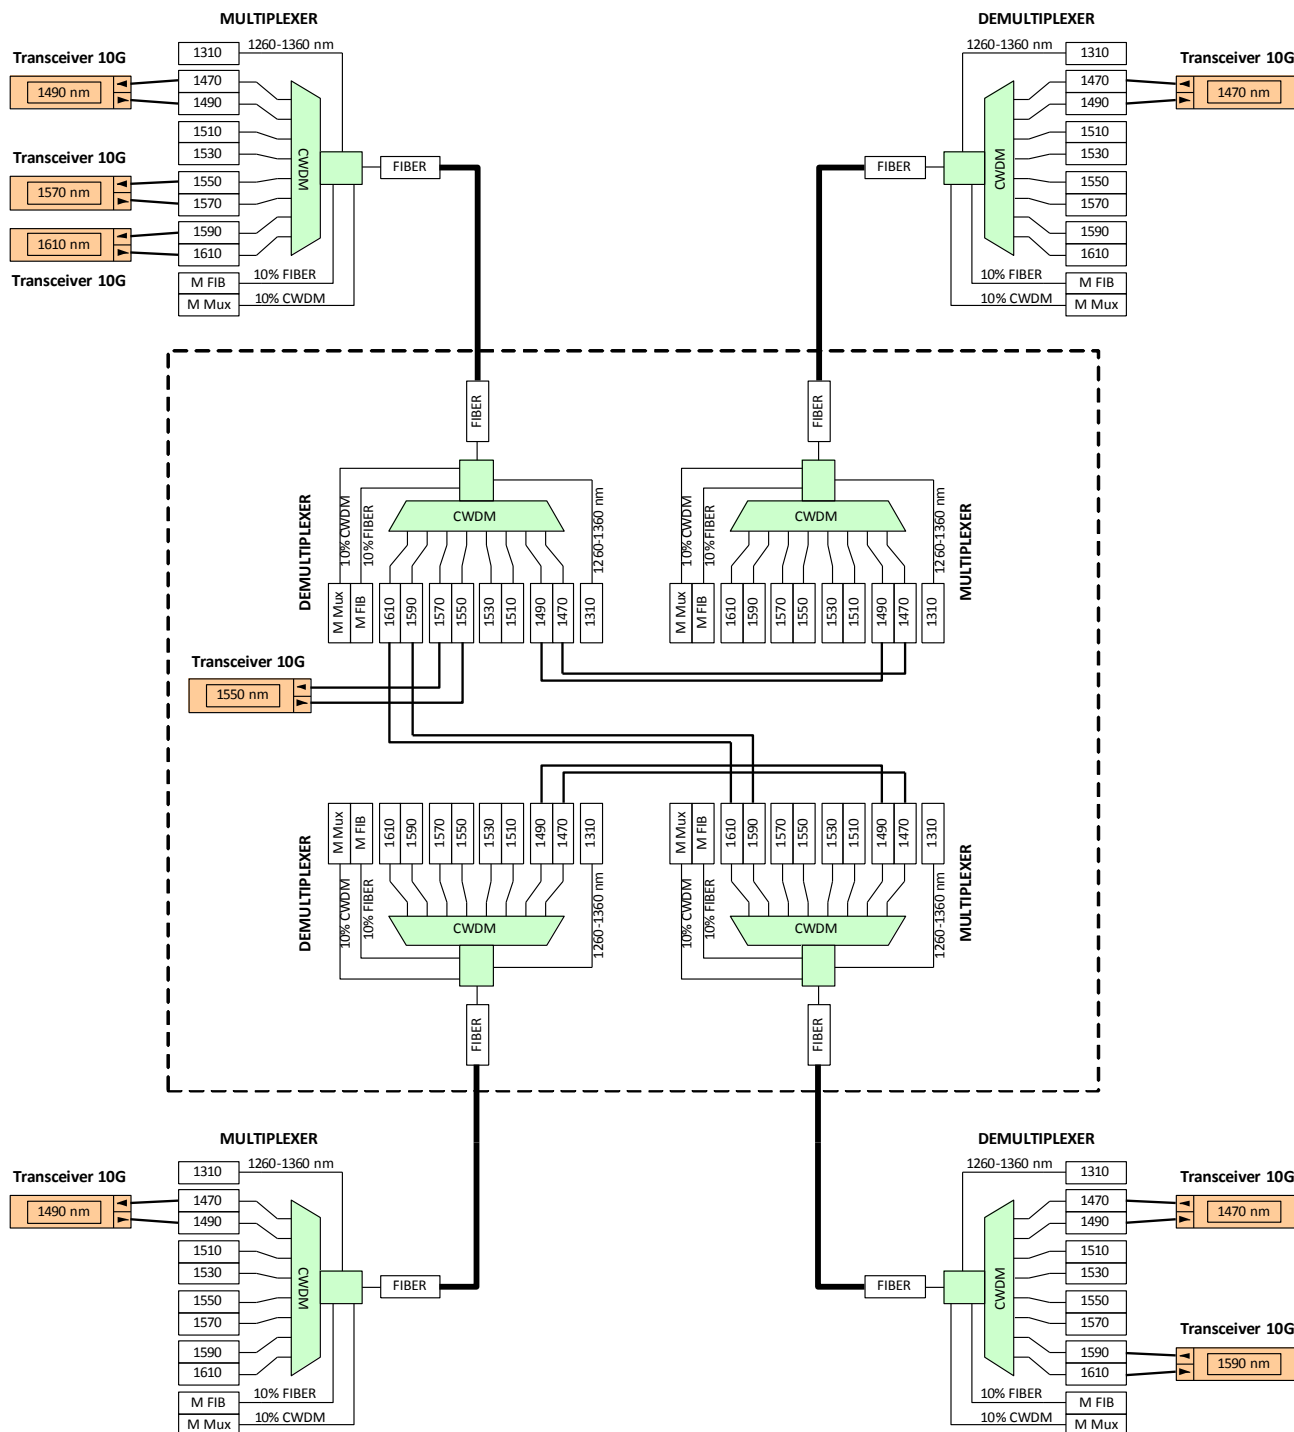 MULTIPLEXER
DEMULTIPLEXER
Transceiver 10G
1310
1260-1360 nm
1490 nm
1470
1490
1510
1530
Transceiver 10G
1570 nm
1550
1570
1610 nm
1590
1610
Transceiver 10G
M FIB
10% FIBER
M Mux
10% CWDM
CWDM
FIBER
1260-1360 nm
1310
Transceiver 10G
1470
1470 nm
1490
1510
1530
1550
1570
1590
1610
10% FIBER
M FIB
10% CWDM
M Mux
CWDM
FIBER
FIBER
DEMULTIPLEXER
10% CWDM
10% FIBER
CWDM
1260-1360 nm
M Mux
M FIB
1610
1590
1570
1550
1530
1510
1490
1470
1310
FIBER
10% CWDM
10% FIBER
CWDM
1260-1360 nm
MULTIPLEXER
M Mux
M FIB
1610
1590
1570
1550
1530
1510
1490
1470
1310
Transceiver 10G
1550 nm
DEMULTIPLEXER
M Mux
M FIB
1610
1590
1570
1550
1530
1510
1490
1470
1310
10% CWDM
10% FIBER
CWDM
1260-1360 nm
FIBER
M Mux
M FIB
1610
1590
1570
1550
1530
1510
1490
1470
1310
10% CWDM
10% FIBER
CWDM
1260-1360 nm
MULTIPLEXER
FIBER
MULTIPLEXER
DEMULTIPLEXER
Transceiver 10G
1310
1260-1360 nm
1490 nm
1470
1490
1510
1530
1550
1570
1590
1610
M FIB
10% FIBER
M Mux
10% CWDM
CWDM
FIBER
1260-1360 nm
1310
Transceiver 10G
1470
1470 nm
1490
1510
1530
1550
1570
Transceiver 10G
1590
1590 nm
1610
10% FIBER
M FIB
10% CWDM
M Mux
CWDM
FIBER